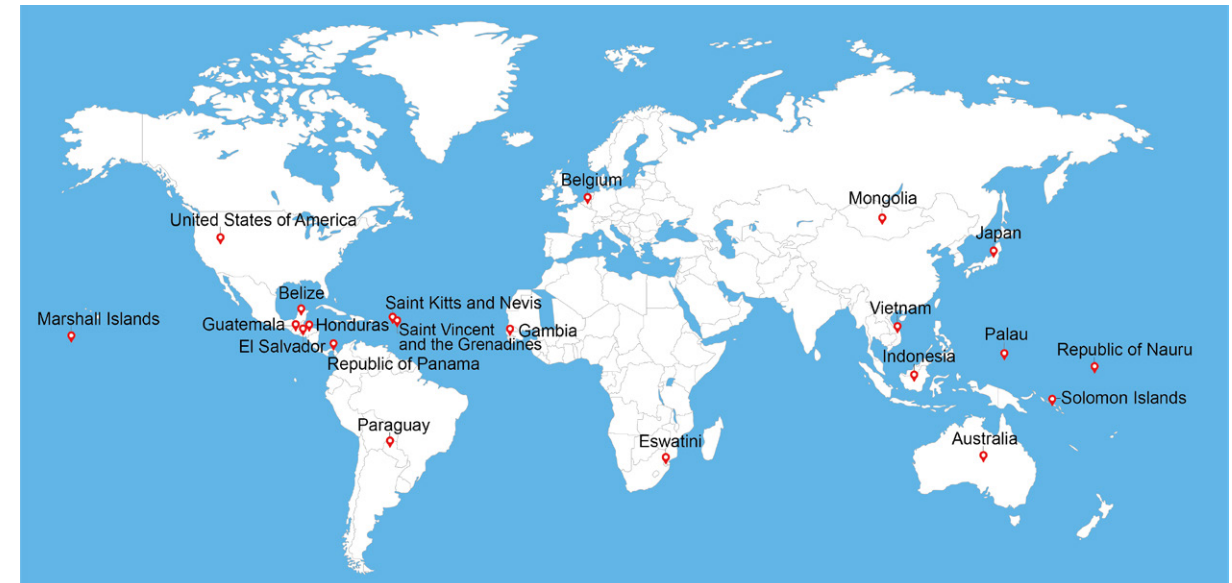 Belgium
Mongolia
United States of America
Japan
Belize
Saint Kitts and Nevis
Vietnam
Marshall Islands
Guatemala
Honduras
Saint Vincent
and the Grenadines
Gambia
Palau
El Salvador
Republic of Panama
Indonesia
Republic of Nauru
Solomon Islands
Paraguay
Eswatini
Australia